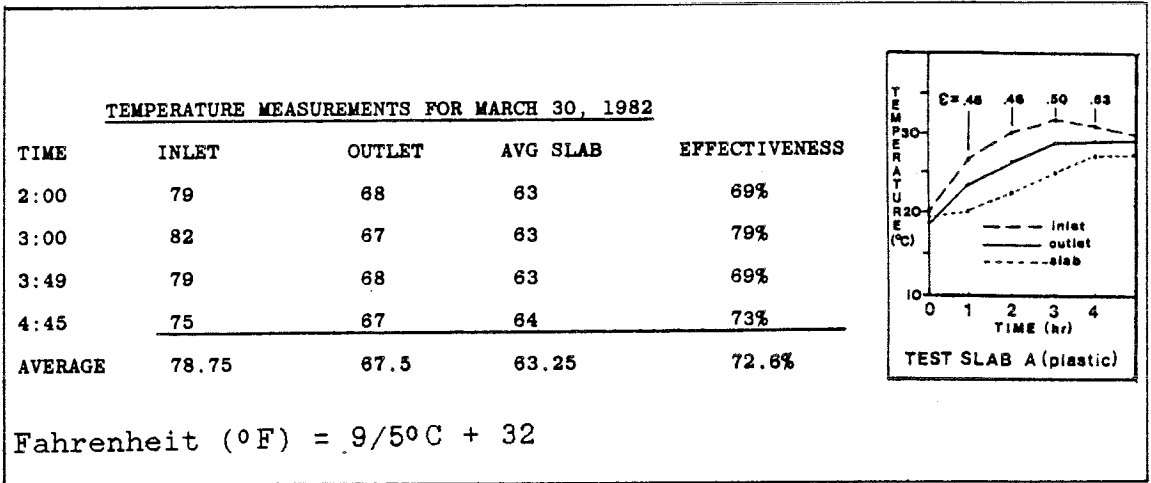 TEMPERATURE MEASUREMENTS FOR MARCH 30, 1982
TIME INLET OUTLET AVG SLAB EFFECTIVENESS
2:00 79 68 63 69%
3:00 82 67 63 79%
3:49 79 68 63 69%
4:45 75 67 64 73%
AVERAGE 78.75 67.5 63.25 72.6%
Fahrenheit (°F) = 9/5°C + 32
TEMPERATURE (°C)
ε= .48 .46 .50 .63
30
20
10
inlet
outlet
slab
0 1 2 3 4
TIME (hr)
TEST SLAB A (plastic)